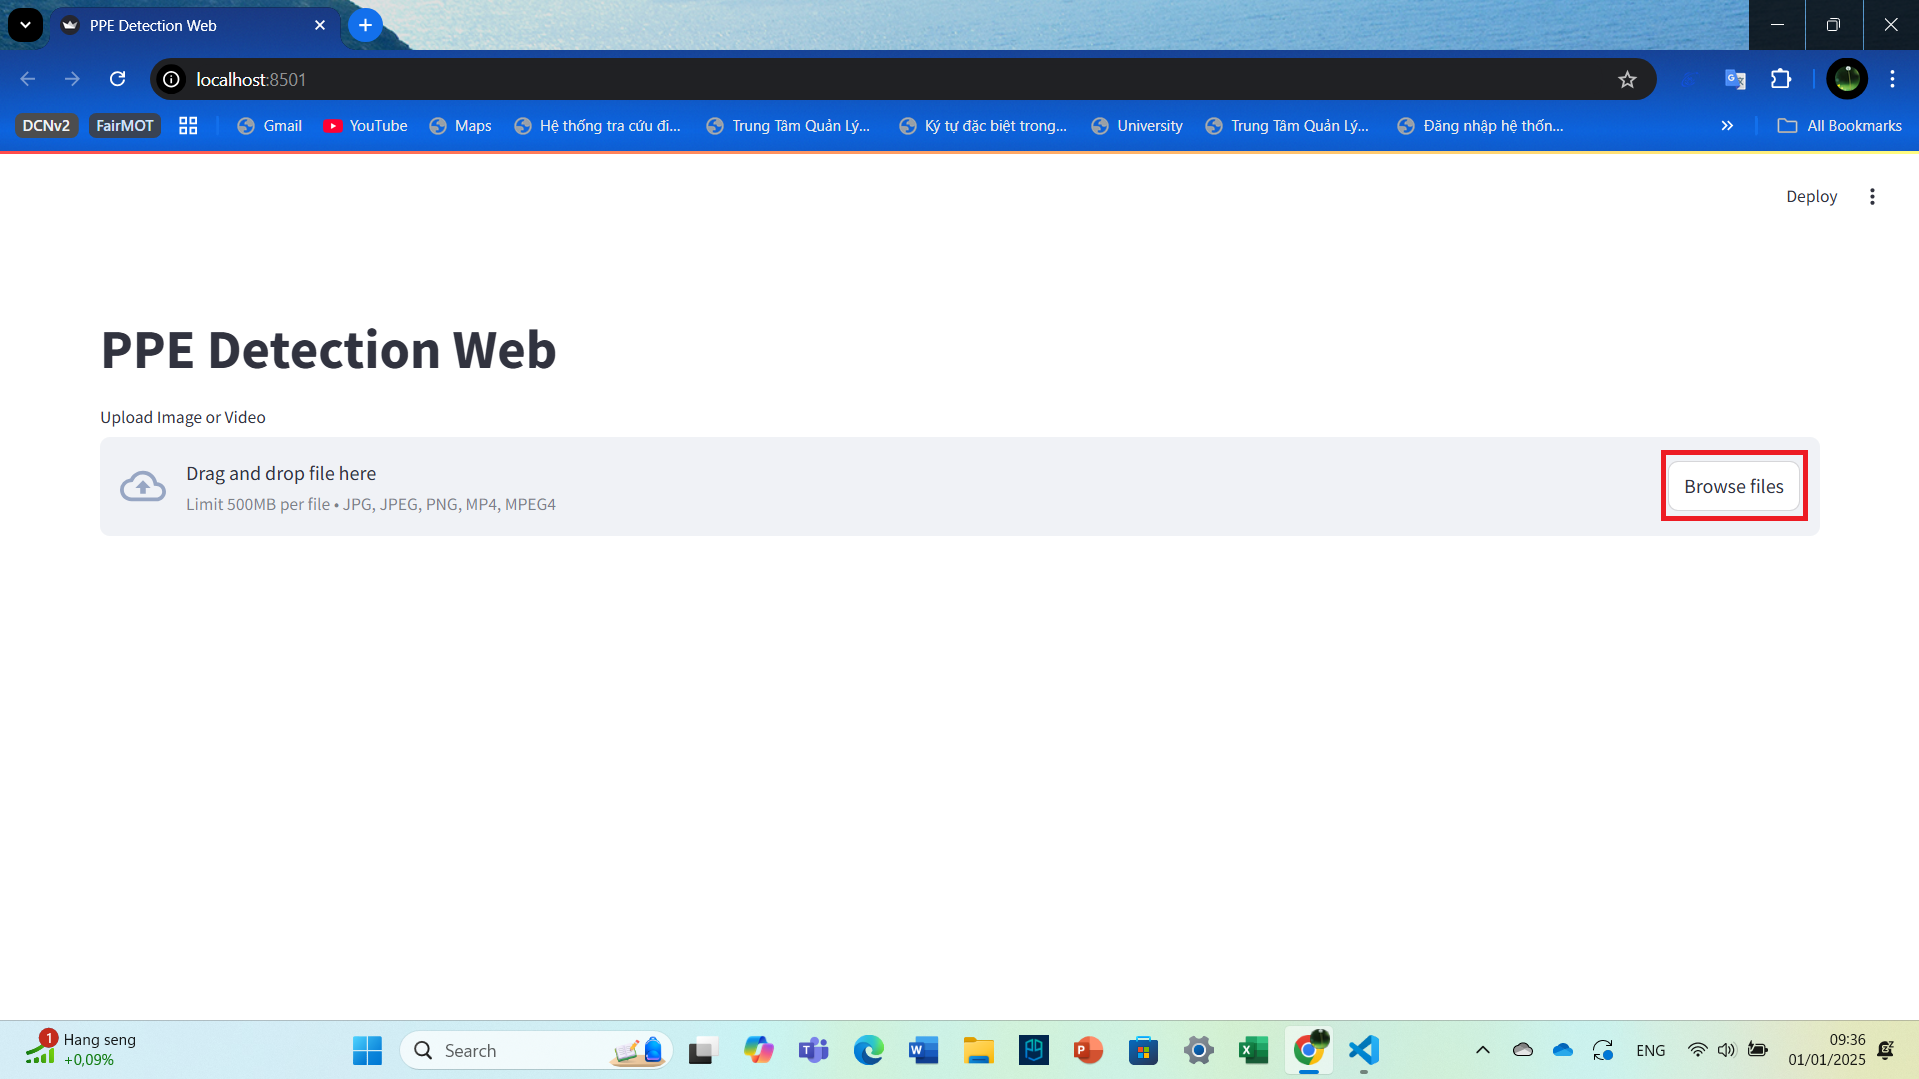 PPE Detection Web
localhost:8501
DCNv2
FairMOT
Gmail
YouTube
Maps
Hệ thống tra cứu đi...
Trung Tâm Quản Lý...
Ký tự đặc biệt trong...
University
Trung Tâm Quản Lý...
Đăng nhập hệ thốn...
All Bookmarks
Deploy
PPE Detection Web
Upload Image or Video
Drag and drop file here
Limit 500MB per file • JPG, JPEG, PNG, MP4, MPEG4
Browse files
1
Hang seng
+0,09%
Search
ENG
09:36
01/01/2025